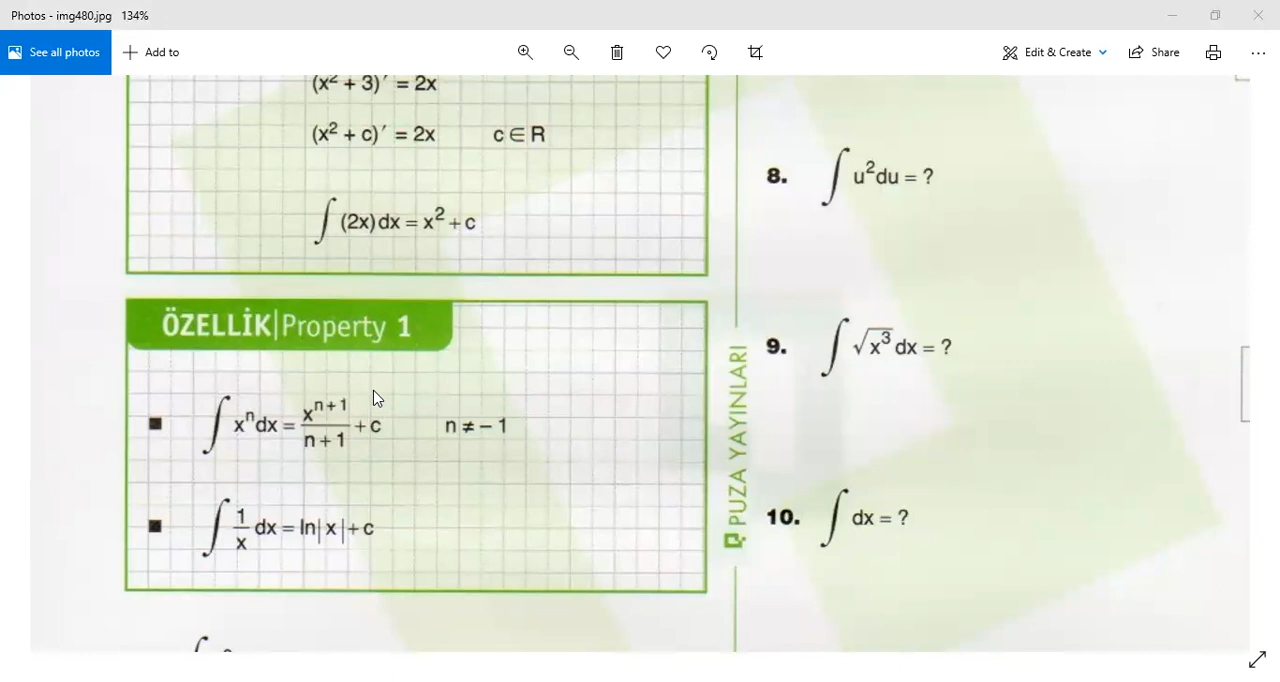 Photos - img480.jpg 134%
See all photos
Add to
Edit & Create
Share
(x² + 3)′ = 2x
(x² + c)′ = 2x c ∈ R
∫ (2x) dx = x² + c
ÖZELLİK|Property 1
■ ∫ xⁿdx = xⁿ⁺¹/n+1 + c n ≠ – 1
■ ∫ 1/x dx = ln|x|+c
PUZA YAYINLARI
8. ∫ u²du = ?
9. ∫ √x³ dx = ?
10. ∫ dx = ?